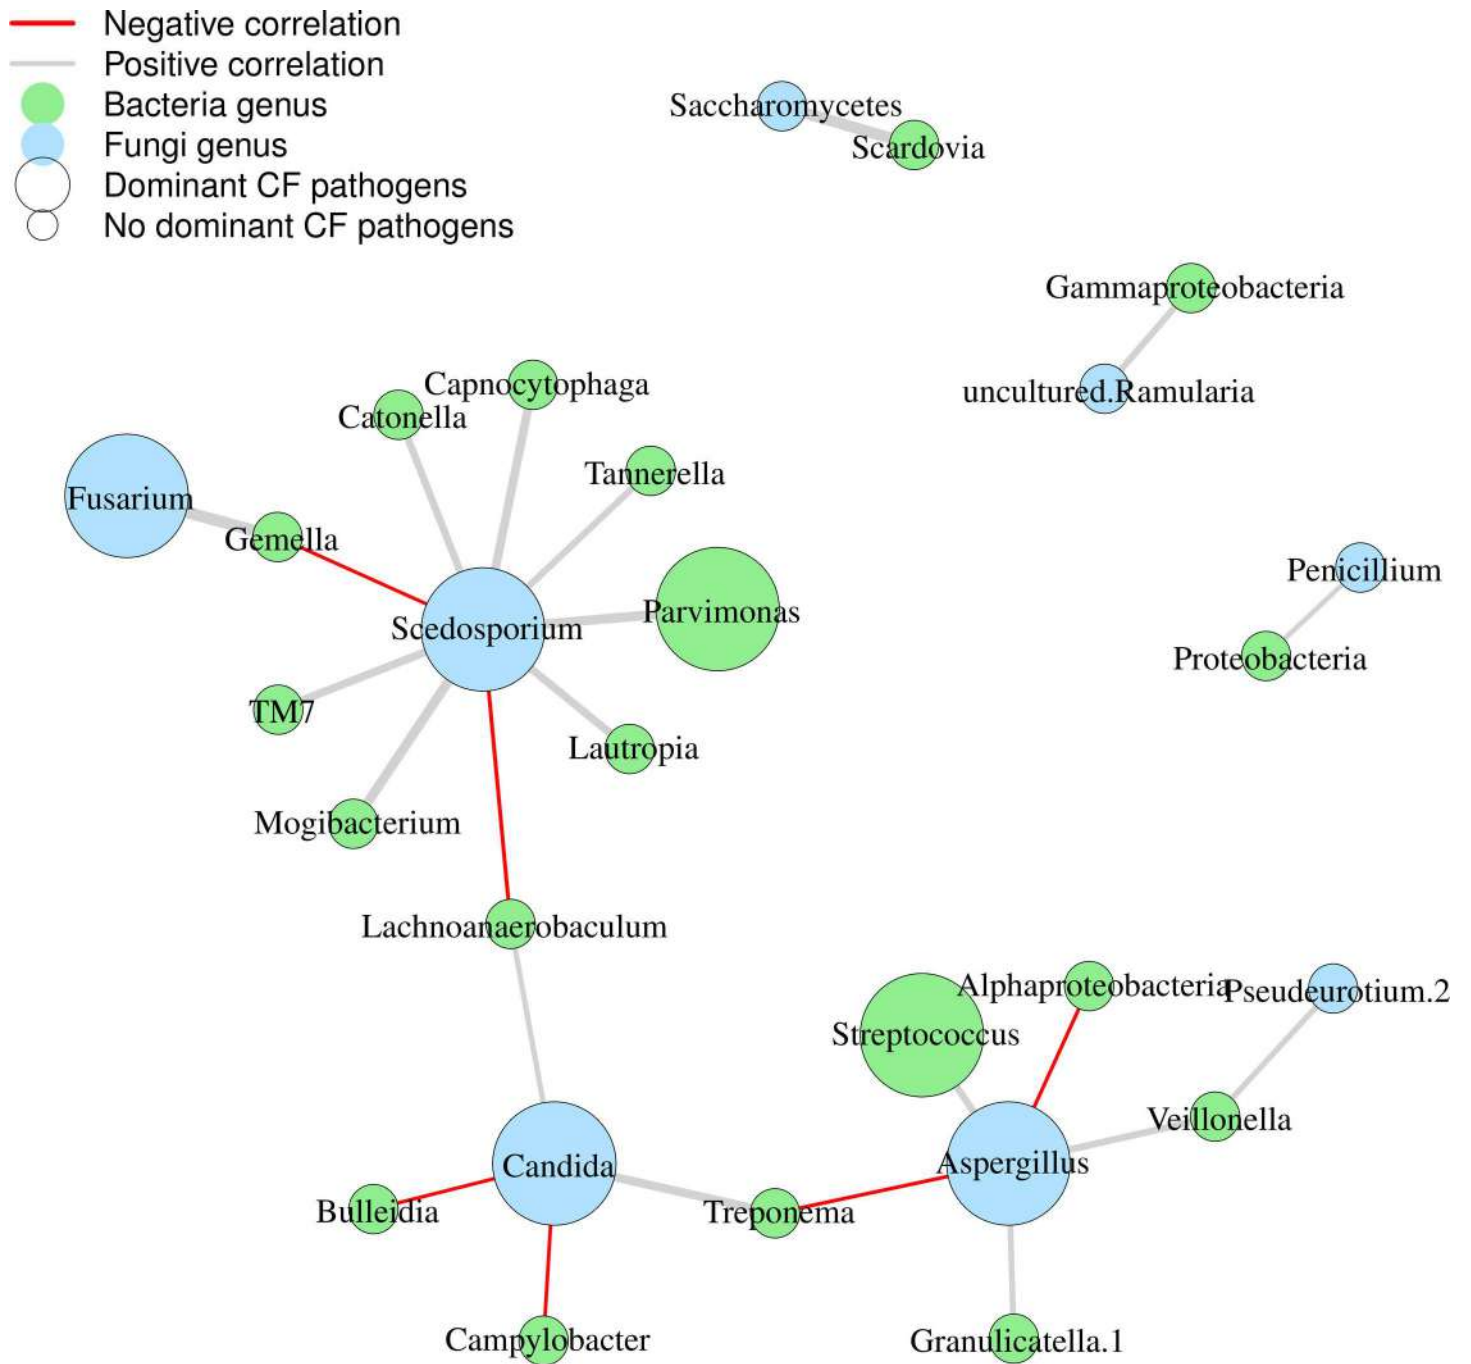 Negative correlation
Positive correlation
Bacteria genus
Fungi genus
Dominant CF pathogens
No dominant CF pathogens
Saccharomycetes
Scardovia
Gammaproteobacteria
uncultured.Ramularia
Capnocytophaga
Catonella
Tannerella
Fusarium
Gemella
Penicillium
Parvimonas
Scedosporium
Proteobacteria
TM7
Lautropia
Mogibacterium
Lachnoanaerobaculum
Alphaproteobacteria
Pseudeurotium.2
Streptococcus
Veillonella
Candida
Aspergillus
Bulleidia
Treponema
Campylobacter
Granulicatella.1